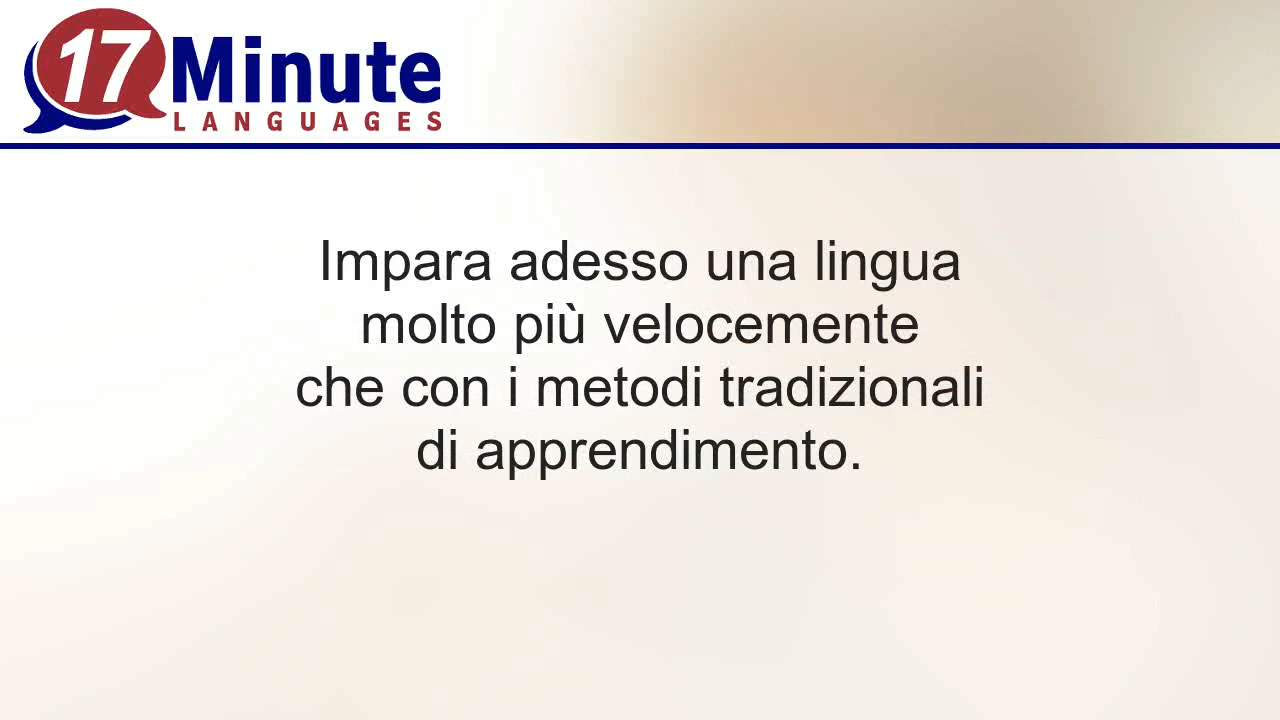 17 Minute
LANGUAGES
Impara adesso una lingua
molto più velocemente
che con i metodi tradizionali
di apprendimento.